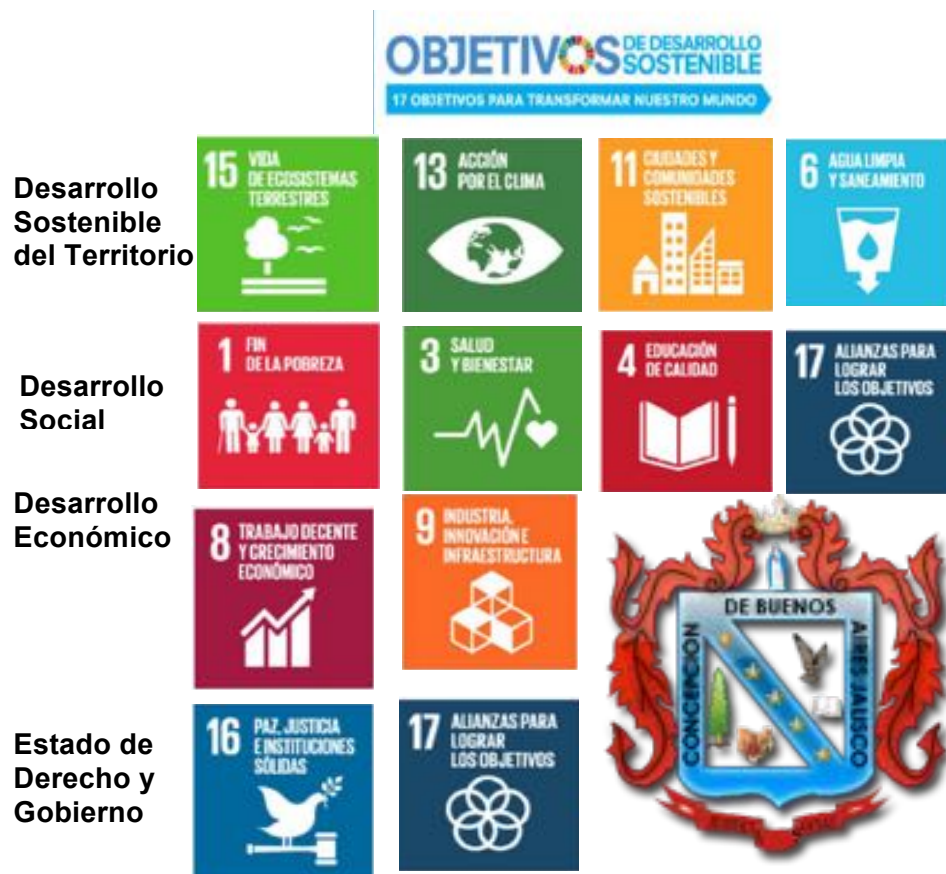 OBJETIVOS DE DESARROLLO
SOSTENIBLE
17 OBJETIVOS PARA TRANSFORMAR NUESTRO MUNDO
Desarrollo
Sostenible
del Territorio
15 VIDA
DE ECOSISTEMAS
TERRESTRES
13 ACCIÓN
POR EL CLIMA
11 CIUDADES Y
COMUNIDADES
SOSTENIBLES
6 AGUA LIMPIA
Y SANEAMIENTO
Desarrollo
Social
1 FIN
DE LA POBREZA
3 SALUD
Y BIENESTAR
4 EDUCACIÓN
DE CALIDAD
17 ALIANZAS PARA
LOGRAR
LOS OBJETIVOS
Desarrollo
Económico
8 TRABAJO DECENTE
Y CRECIMIENTO
ECONÓMICO
9 INDUSTRIA,
INNOVACIÓN E
INFRAESTRUCTURA
CONCEPCION
DE BUENOS
AIRES JALISCO
Estado de
Derecho y
Gobierno
16 PAZ, JUSTICIA
E INSTITUCIONES
SÓLIDAS
17 ALIANZAS PARA
LOGRAR
LOS OBJETIVOS